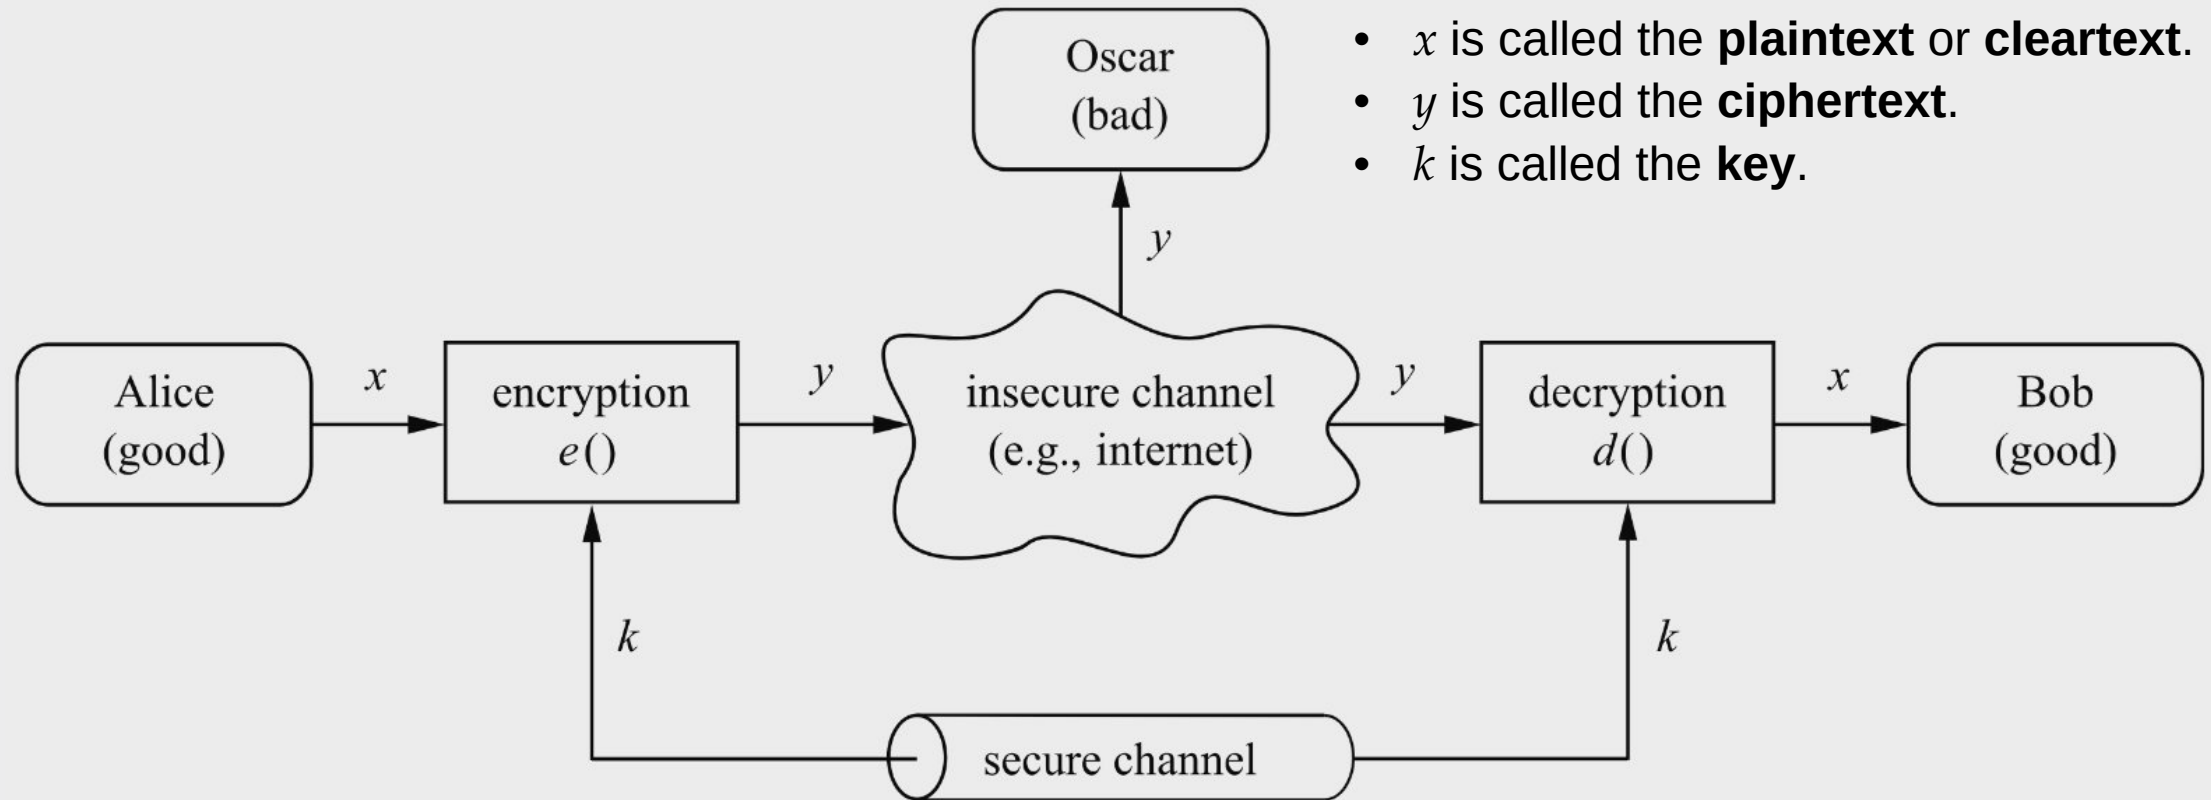 Oscar
(bad)
• x is called the plaintext or cleartext.
• y is called the ciphertext.
• k is called the key.
y
Alice
(good)
x
encryption
e()
y
insecure channel
(e.g., internet)
y
decryption
d()
x
Bob
(good)
k
k
secure channel